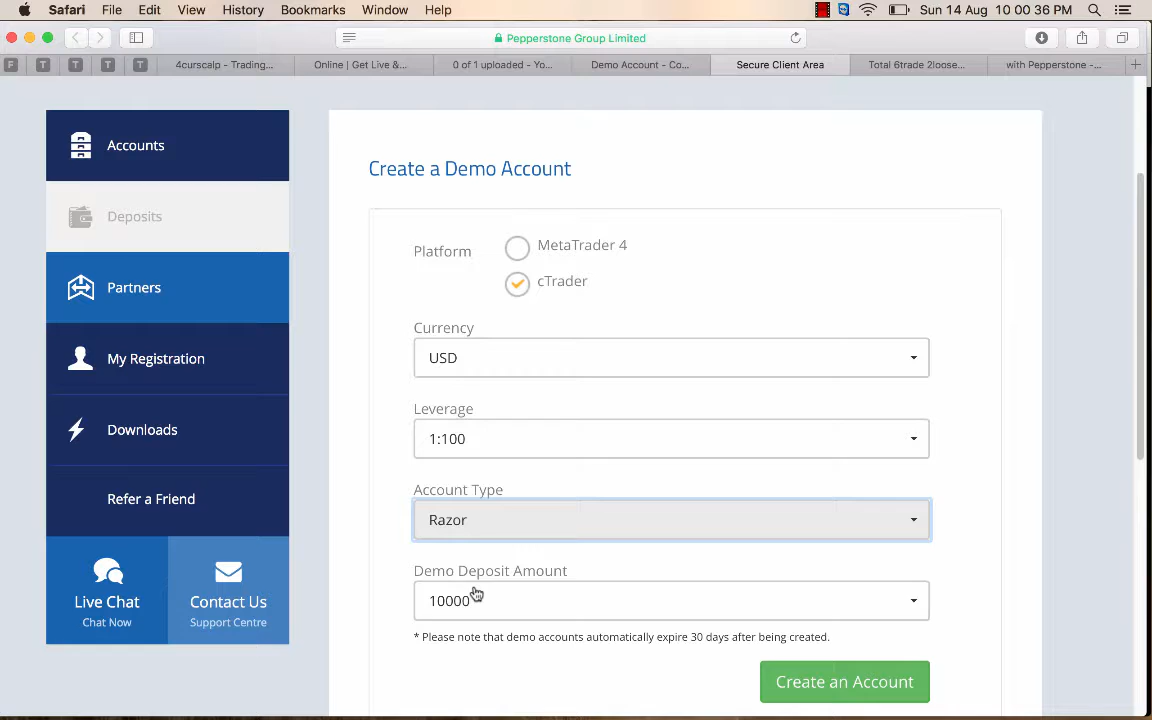 Safari File Edit View History Bookmarks Window Help Sun 14 Aug 10 00 36 PM
Pepperstone Group Limited
F T T T T 4curscalp - Trading... Online | Get Live &... 0 of 1 uploaded - Yo... Demo Account - Co... Secure Client Area Total 6trade 2loose... with Pepperstone -...
Accounts
Deposits
Partners
My Registration
Downloads
Refer a Friend
Live Chat
Chat Now
Contact Us
Support Centre
Create a Demo Account
Platform
MetaTrader 4
cTrader
Currency
USD
Leverage
1:100
Account Type
Razor
Demo Deposit Amount
10000
* Please note that demo accounts automatically expire 30 days after being created.
Create an Account